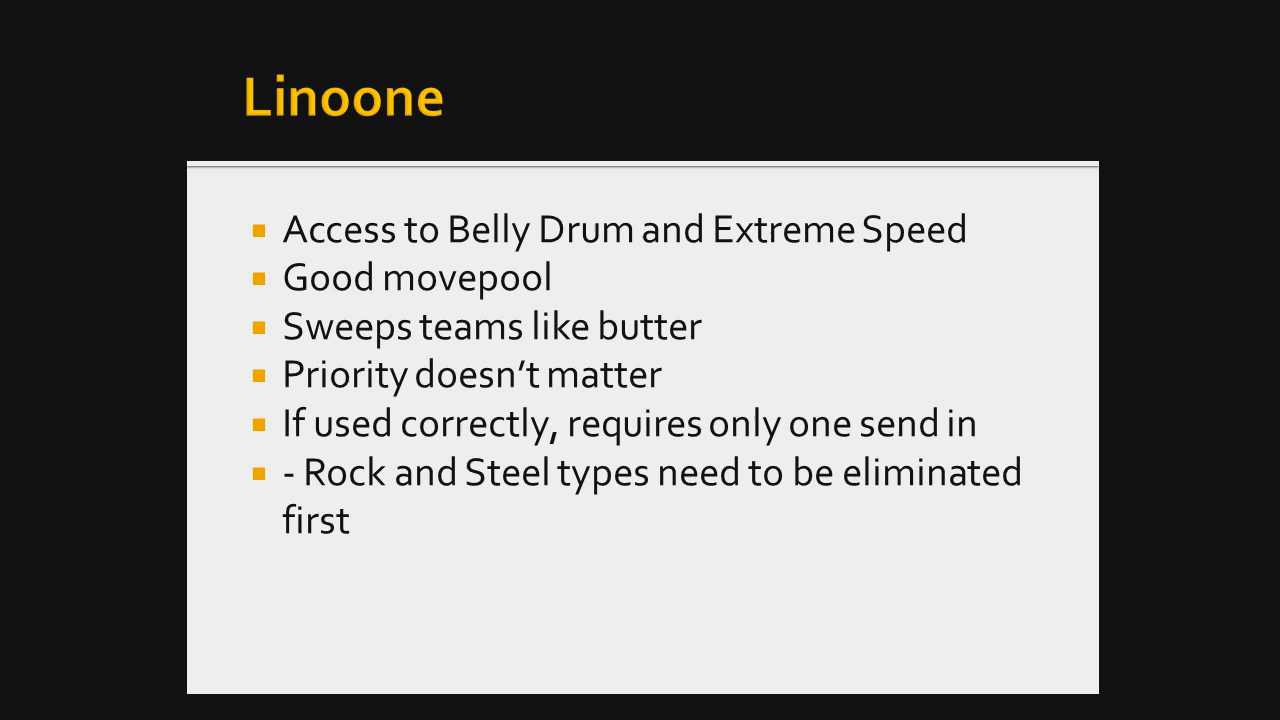 Linoone
Access to Belly Drum and Extreme Speed
Good movepool
Sweeps teams like butter
Priority doesn’t matter
If used correctly, requires only one send in
- Rock and Steel types need to be eliminated
first